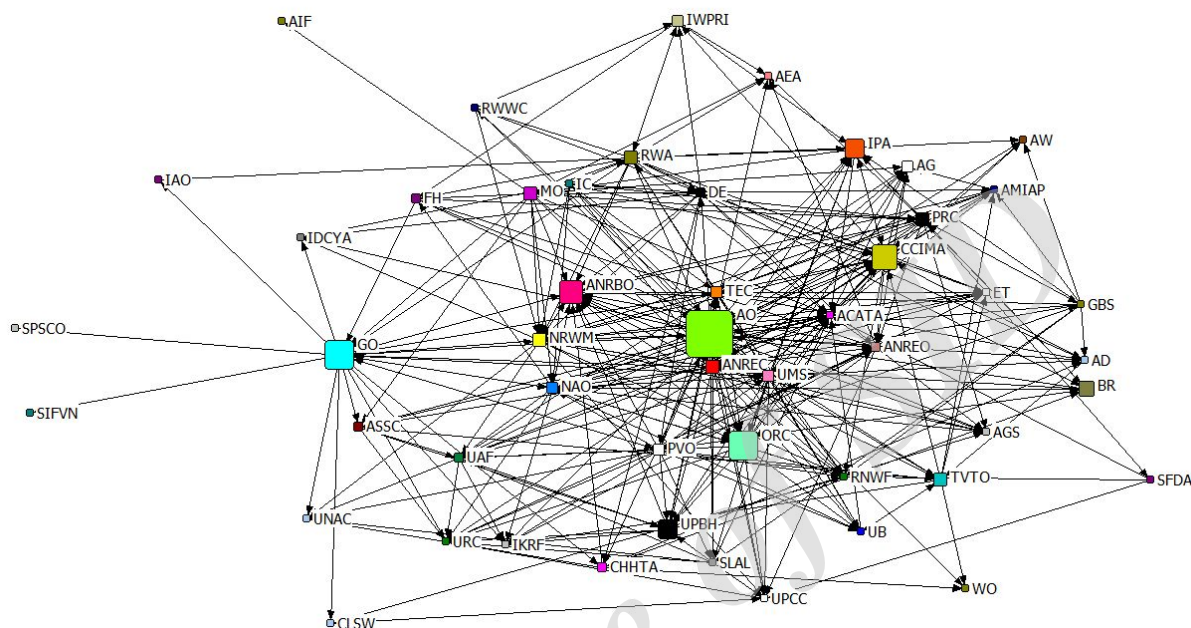 AIF
IWPRI
AEA
RWWC
AW
IPA
RWA
AG
IAO
IC
MO
DE
AMIAP
FH
PRC
IDCYA
CCIMA
ANRBO
TEC
ET
GBS
AO
ACATA
SPSCO
GO
NRWM
ANREO
AD
ANREC
UMS
NAO
BR
SIFVN
ASSC
ORC
AGS
UAF
PVO
RNWF
TVTO
SFDA
UNAC
UPBH
UB
URC
IKRF
SLAL
CHHTA
WO
UPCC
CLSW